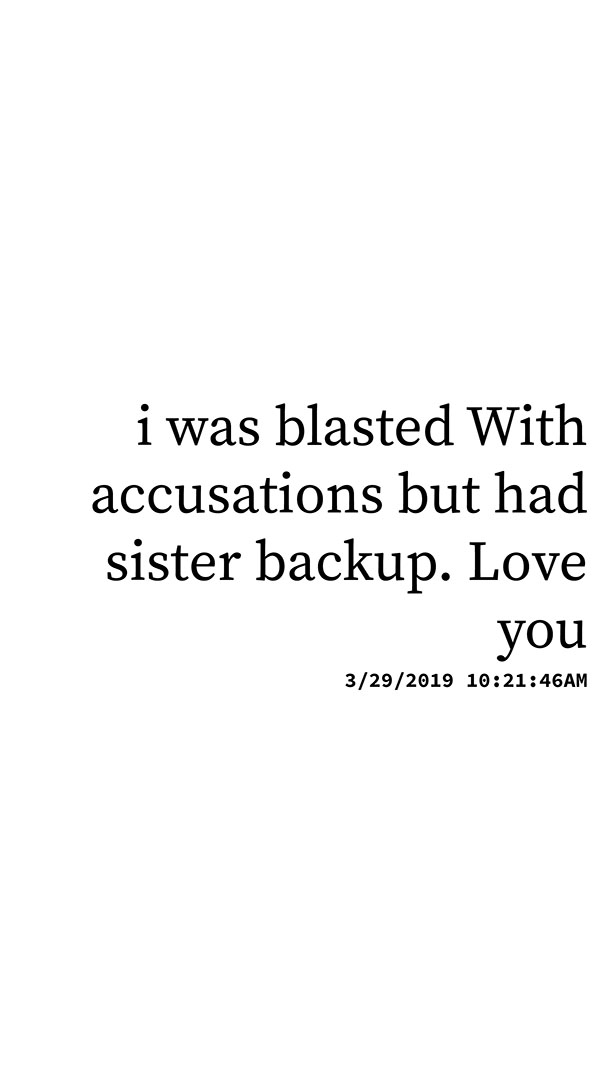 i was blasted With
accusations but had
sister backup. Love
you
3/29/2019 10:21:46AM